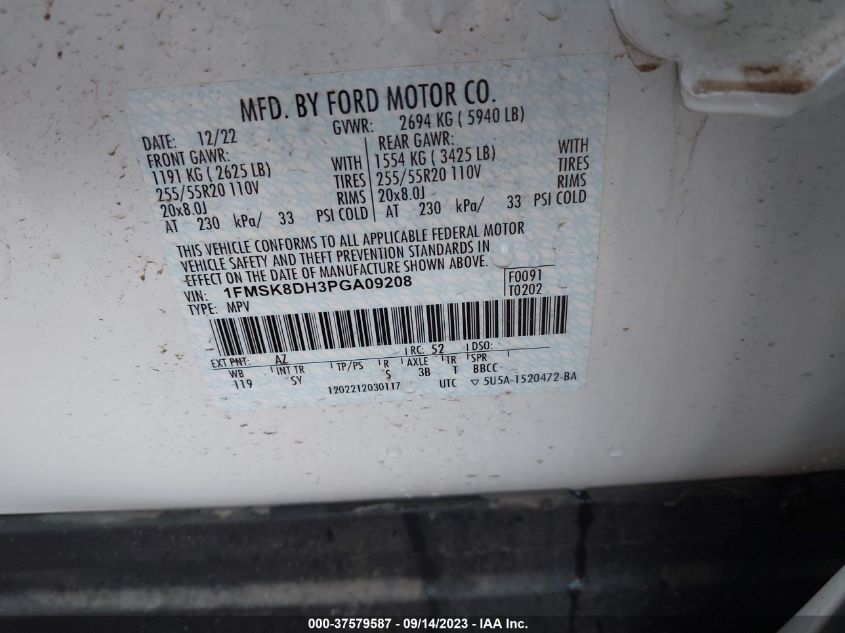 MFD. BY FORD MOTOR CO.
DATE: 12/22 GVWR: 2694 KG ( 5940 LB)
FRONT GAWR: REAR GAWR:
1191 KG ( 2625 LB) WITH 1554 KG ( 3425 LB) WITH
255/55R20 110V TIRES 255/55R20 110V TIRES
20x8.0J RIMS 20x8.0J RIMS
AT 230 kPa/ 33 PSI COLD AT 230 kPa/ 33 PSI COLD
THIS VEHICLE CONFORMS TO ALL APPLICABLE FEDERAL MOTOR
VEHICLE SAFETY AND THEFT PREVENTION STANDARDS IN
EFFECT ON THE DATE OF MANUFACTURE SHOWN ABOVE.
VIN: 1FMSK8DH3PGA09208 F0091
TYPE: MPV T0202
EXT PNT: AZ RC: 52 DSO:
WB INT TR TP/PS R AXLE TR SPR
119 SY S 3B T BBCC
1202212030117 UTC ▽ 5U5A-1520472-BA
000-37579587 - 09/14/2023 - IAA Inc.